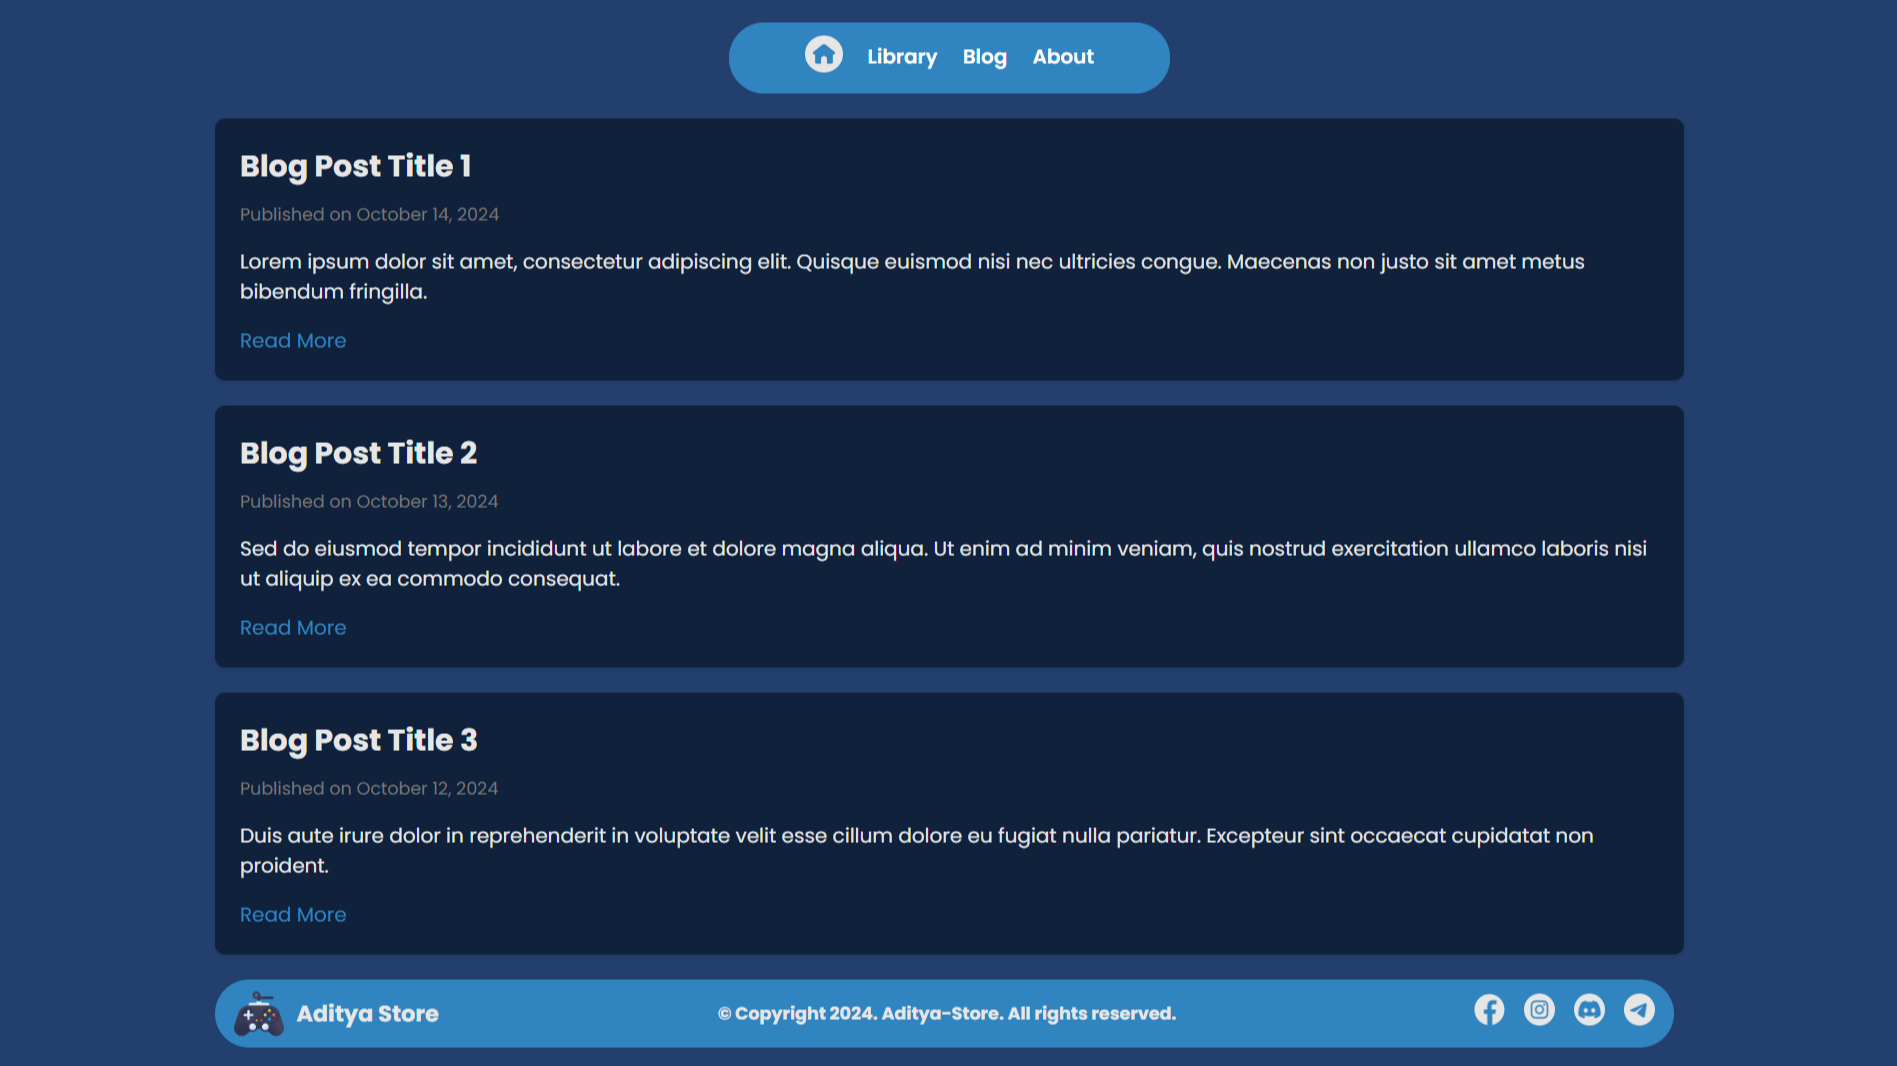 Library Blog About
Blog Post Title 1
Published on October 14, 2024
Lorem ipsum dolor sit amet, consectetur adipiscing elit. Quisque euismod nisi nec ultricies congue. Maecenas non justo sit amet metus
bibendum fringilla.
Read More
Blog Post Title 2
Published on October 13, 2024
Sed do eiusmod tempor incididunt ut labore et dolore magna aliqua. Ut enim ad minim veniam, quis nostrud exercitation ullamco laboris nisi
ut aliquip ex ea commodo consequat.
Read More
Blog Post Title 3
Published on October 12, 2024
Duis aute irure dolor in reprehenderit in voluptate velit esse cillum dolore eu fugiat nulla pariatur. Excepteur sint occaecat cupidatat non
proident.
Read More
Aditya Store
© Copyright 2024. Aditya-Store. All rights reserved.